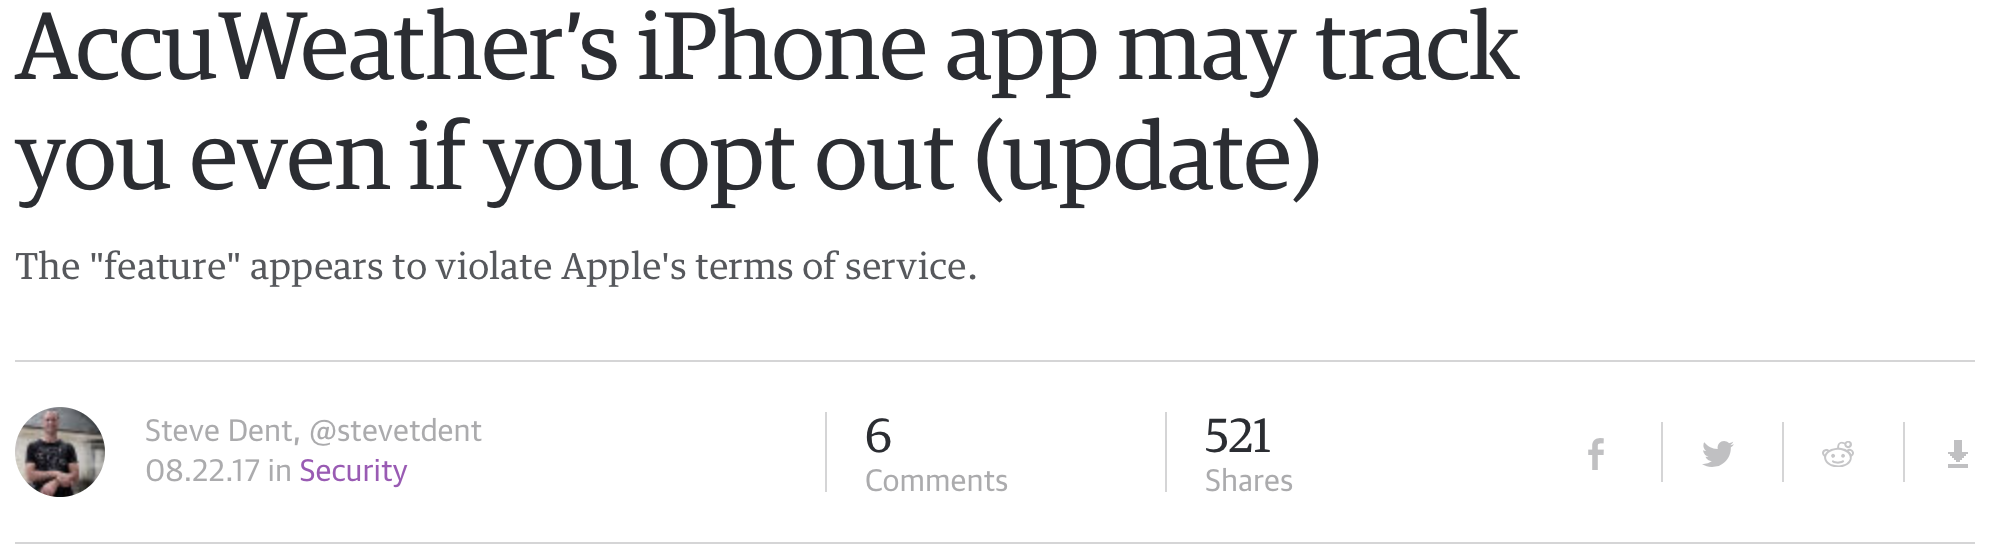 AccuWeather’s iPhone app may track
you even if you opt out (update)
The "feature" appears to violate Apple's terms of service.
Steve Dent, @stevetdent
08.22.17 in Security
6
Comments
521
Shares